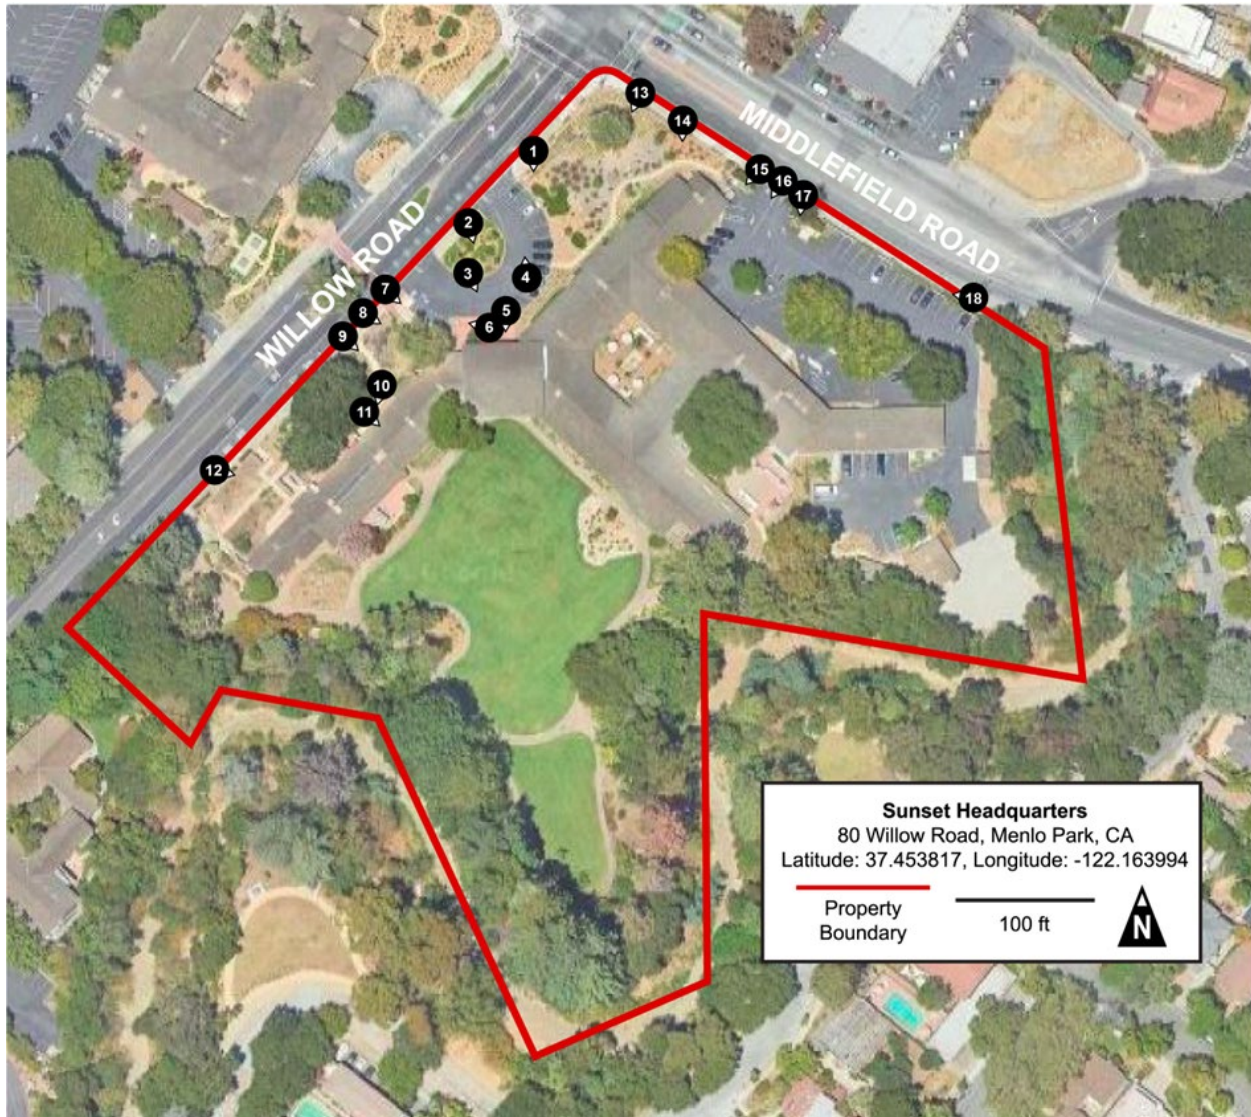 13
14
1
MIDDLEFIELD ROAD
15
16
17
2
WILLOW ROAD
3
4
7
18
8
5
6
9
10
11
12
Sunset Headquarters
80 Willow Road, Menlo Park, CA
Latitude: 37.453817, Longitude: -122.163994
Property
Boundary
100 ft
N